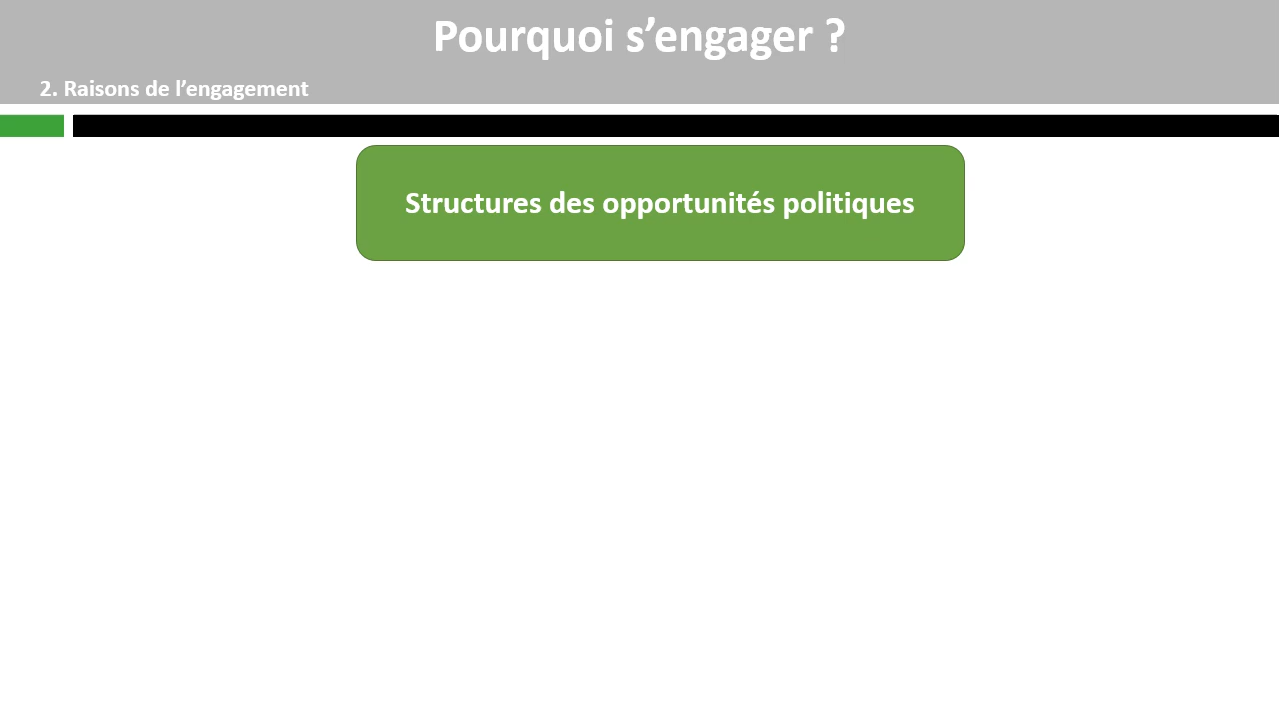 Pourquoi s’engager ?
2. Raisons de l’engagement
Structures des opportunités politiques